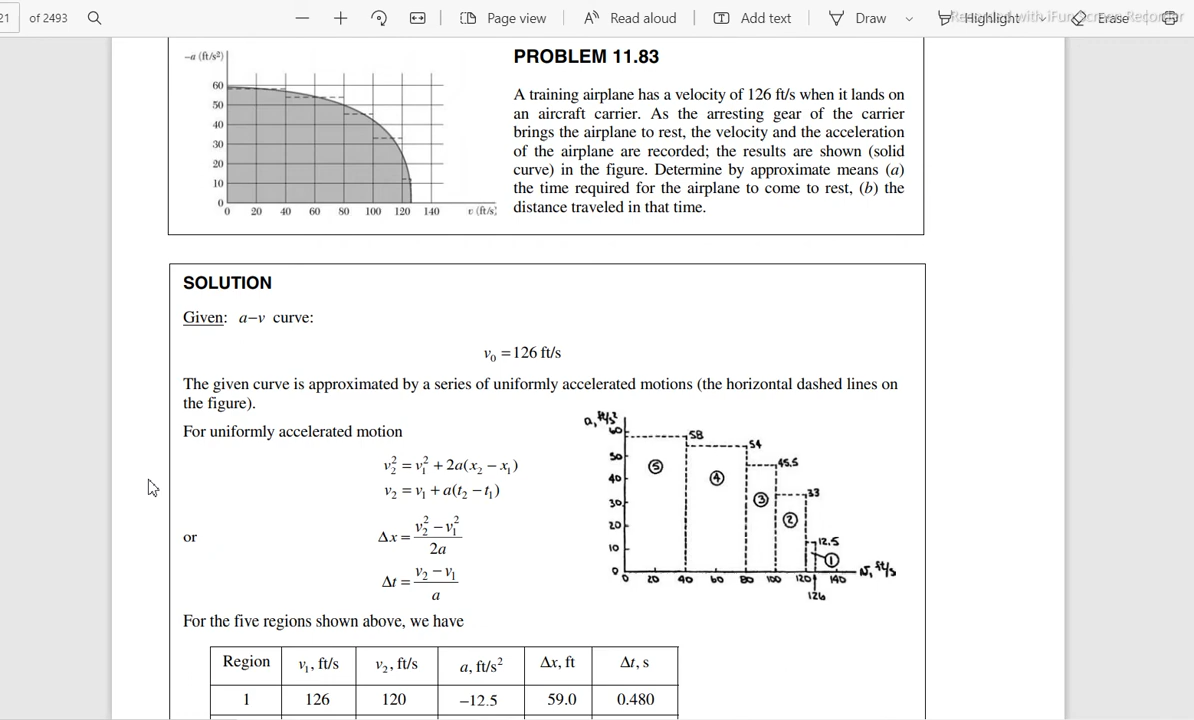 21 of 2493 Page view Read aloud Add text Draw Highlight Erase
Recorded with iFun Screen Recorder
−a (ft/s²)
60
50
40
30
20
10
0
0 20 40 60 80 100 120 140 v (ft/s)
PROBLEM 11.83
A training airplane has a velocity of 126 ft/s when it lands on
an aircraft carrier. As the arresting gear of the carrier
brings the airplane to rest, the velocity and the acceleration
of the airplane are recorded; the results are shown (solid
curve) in the figure. Determine by approximate means (a)
the time required for the airplane to come to rest, (b) the
distance traveled in that time.
SOLUTION
Given: a−v curve:
v₀ = 126 ft/s
The given curve is approximated by a series of uniformly accelerated motions (the horizontal dashed lines on
the figure).
For uniformly accelerated motion
v₂² = v₁² + 2a(x₂ − x₁)
v₂ = v₁ + a(t₂ − t₁)
or Δx = (v₂² − v₁²) / 2a
Δt = (v₂ − v₁) / a
a, ft/s²
60 58
54
50 45.5
40
30 33
20
10 12.5
0
⑤ ④ ③ ② ①
0 20 40 60 80 100 120 140 v, ft/s
126
For the five regions shown above, we have
Region v₁, ft/s v₂, ft/s a, ft/s² Δx, ft Δt, s
1 126 120 −12.5 59.0 0.480